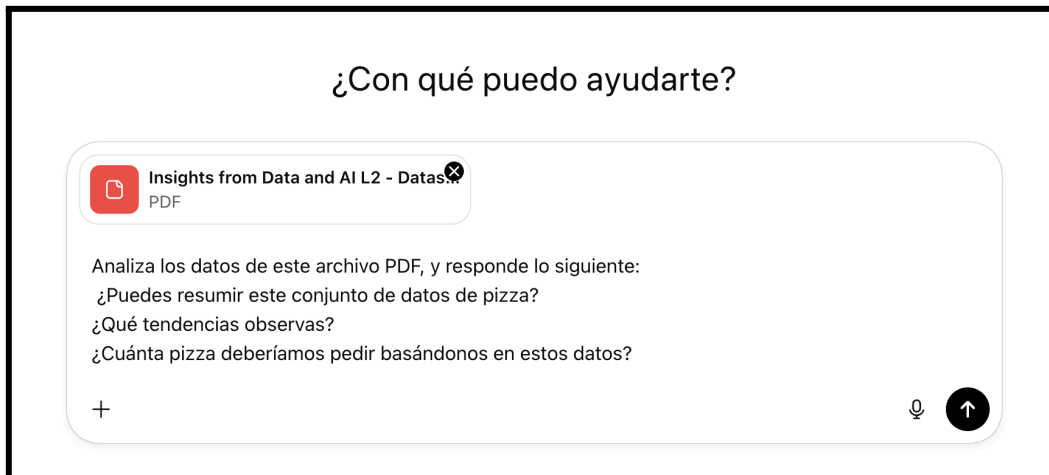 ¿Con qué puedo ayudarte?
Insights from Data and AI L2 - Datas...
PDF
Analiza los datos de este archivo PDF, y responde lo siguiente:
¿Puedes resumir este conjunto de datos de pizza?
¿Qué tendencias observas?
¿Cuánta pizza deberíamos pedir basándonos en estos datos?